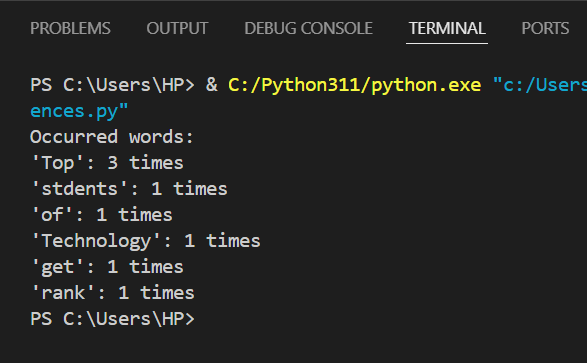 PROBLEMS OUTPUT DEBUG CONSOLE TERMINAL PORTS
PS C:\Users\HP> & C:/Python311/python.exe "c:/Users
ences.py"
Occurred words:
'Top': 3 times
'stdents': 1 times
'of': 1 times
'Technology': 1 times
'get': 1 times
'rank': 1 times
PS C:\Users\HP>